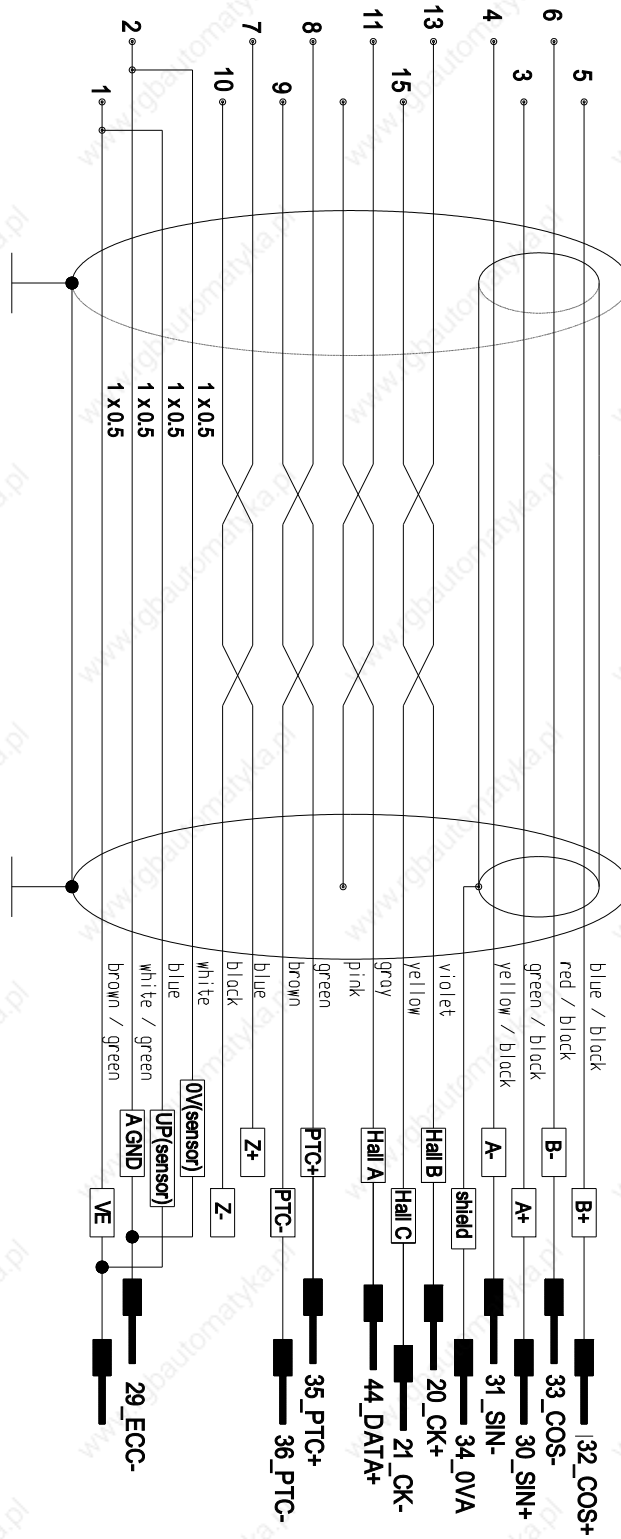 5
6
3
4
13
15
11
8
9
7
10
2
1
1 x 0.5
1 x 0.5
1 x 0.5
1 x 0.5
blue / black
red / black
green / black
yellow / black
violet
yellow
gray
pink
green
brown
blue
black
white
blue
white / green
brown / green
B+
B-
A+
A-
shield
Hall B
Hall C
Hall A
PTC+
PTC-
Z+
Z-
0V(sensor)
UP(sensor)
A GND
VE
32_COS+
33_COS-
30_SIN+
31_SIN-
34_0VA
20_CK+
21_CK-
44_DATA+
35_PTC+
36_PTC-
29_ECC-
www.rgbautomatyka.pl